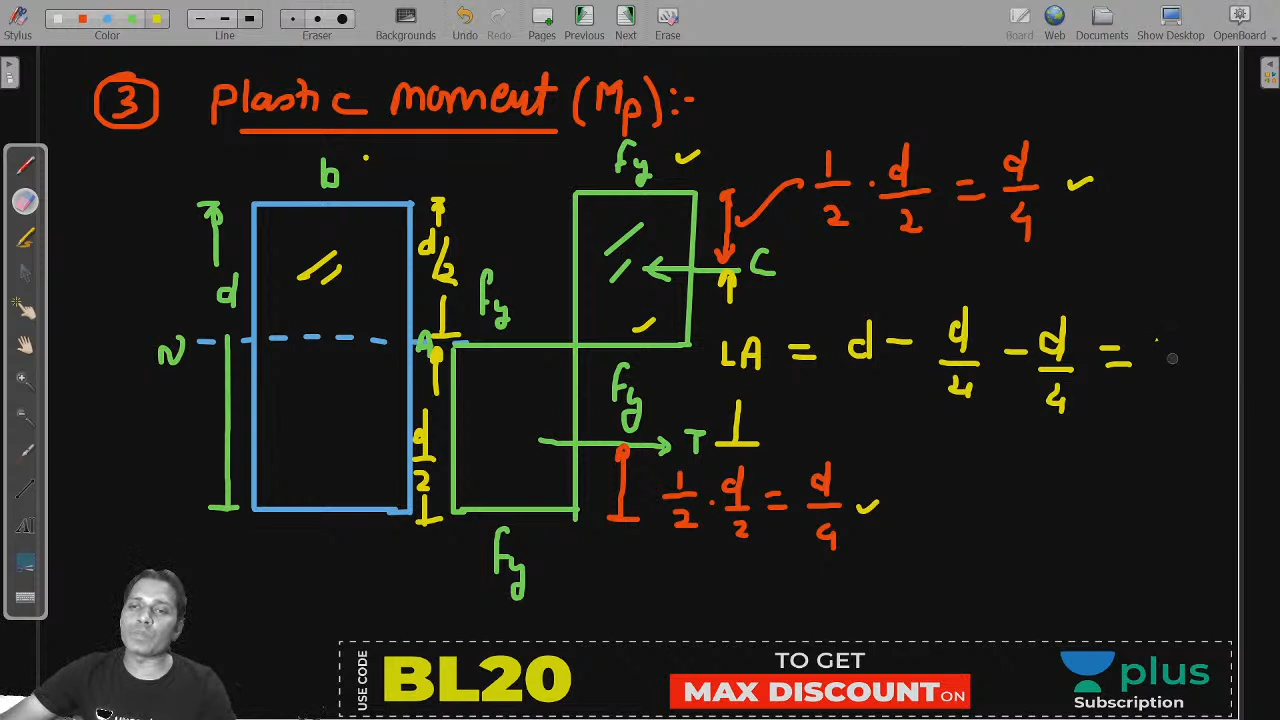 Stylus Color Line Eraser Backgrounds Undo Redo Pages Previous Next Erase Board Web Documents Show Desktop OpenBoard
③ Plastic moment (Mp):-
b
fy
1/2 · d/2 = d/4
d
d/2
fy
C
N
A
LA = d - d/4 - d/4 =
fy
d/2
T
1/2 · d/2 = d/4
fy
USE CODE
BL20
TO GET
MAX DISCOUNT ON
plus
Subscription